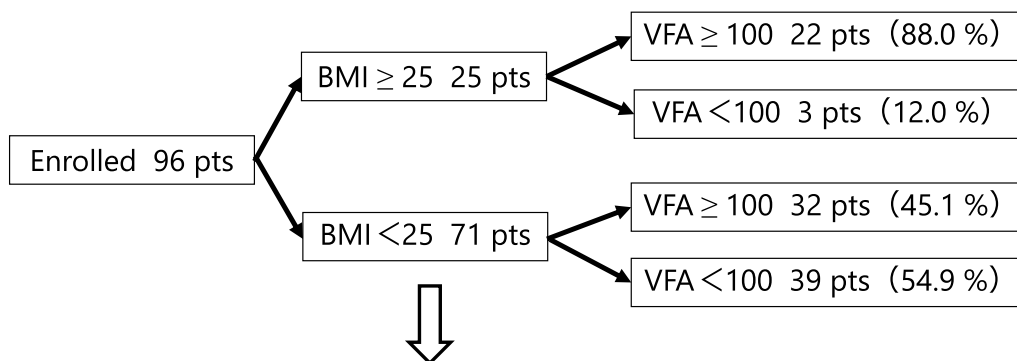 Enrolled 96 pts
BMI ≥ 25 25 pts
BMI <25 71 pts
VFA ≥ 100 22 pts (88.0 %)
VFA <100 3 pts (12.0 %)
VFA ≥ 100 32 pts (45.1 %)
VFA <100 39 pts (54.9 %)